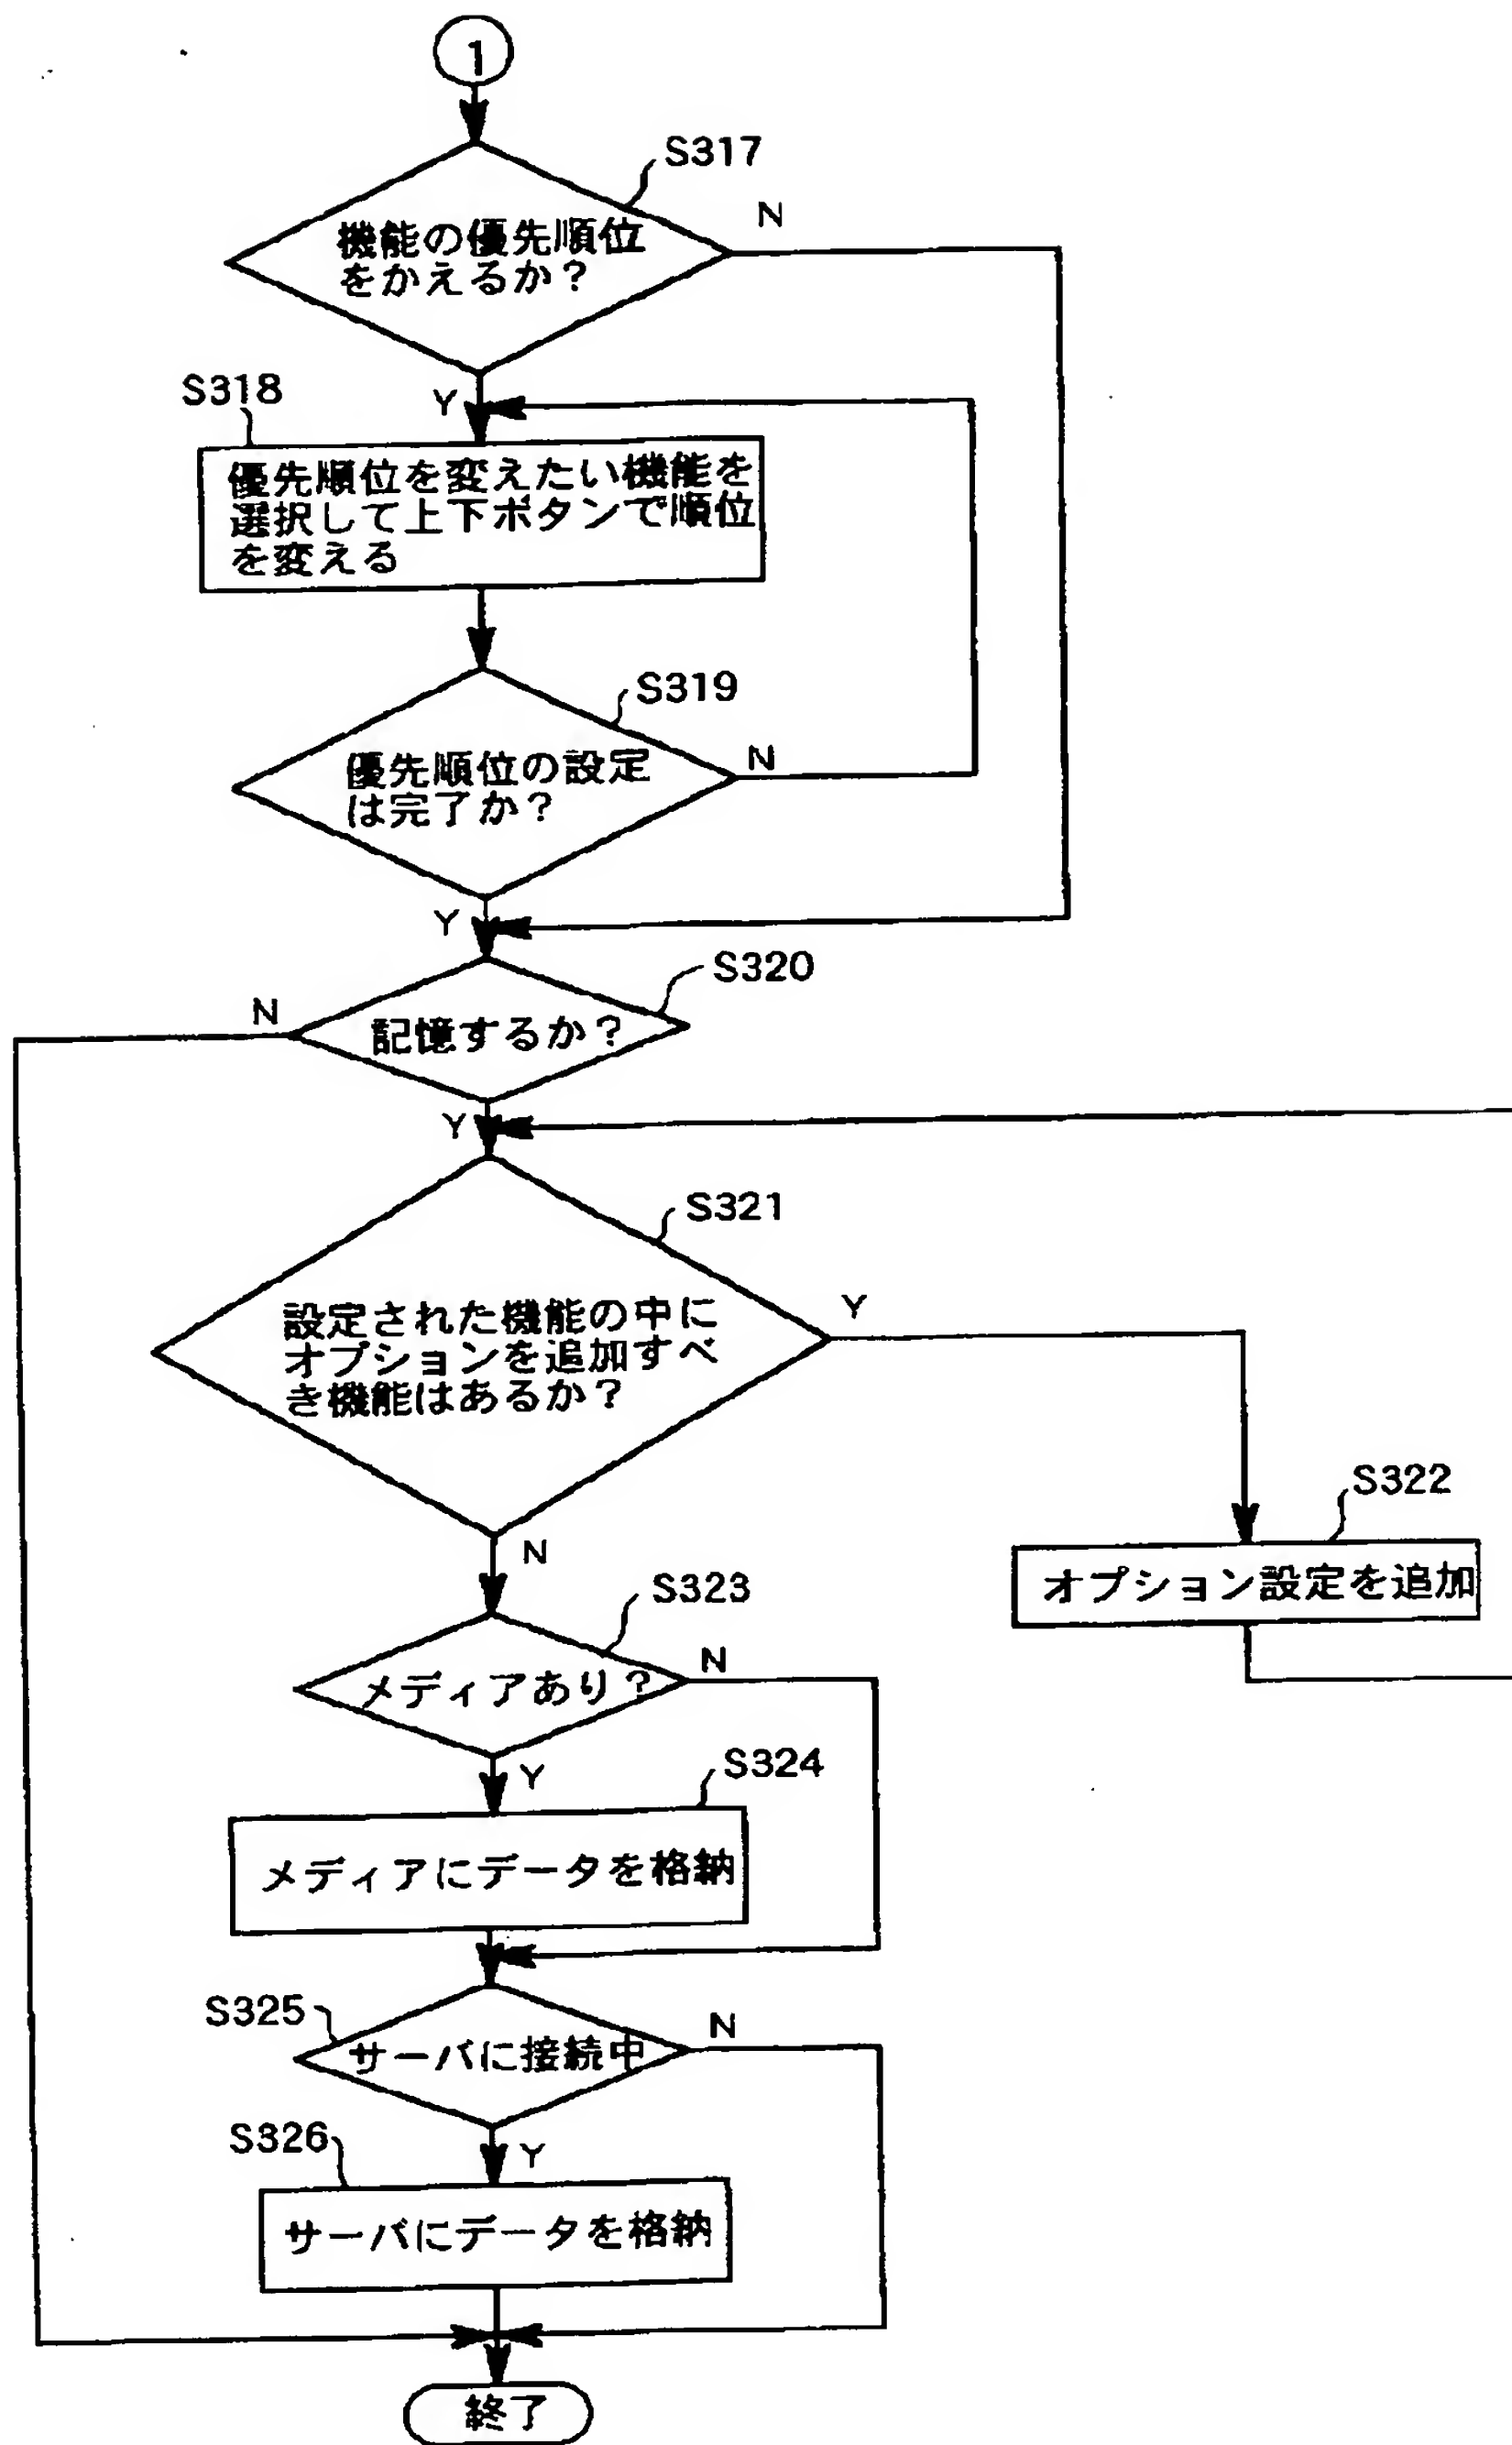 1
S317
N
機能の優先順位
をかえるか？
S318
Y
優先順位を変えたい機能を
選択して上下ボタンで順位
を変える
S319
N
優先順位の設定
は完了か？
Y
S320
N
記憶するか？
Y
S321
Y
設定された機能の中に
オプションを追加すべ
き機能はあるか？
S322
N
オプション設定を追加
S323
N
メディアあり？
S324
Y
メディアにデータを格納
S325
N
サーバに接続中
S326
Y
サーバにデータを格納
終了